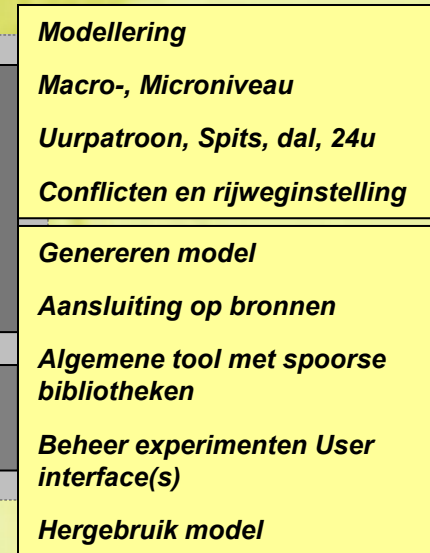 Modellering
Macro-, Microniveau
Uurpatroon, Spits, dal, 24u
Conflicten en rijweginstelling
Genereren model
Aansluiting op bronnen
Algemene tool met spoorse
bibliotheken
Beheer experimenten User
interface(s)
Hergebruik model